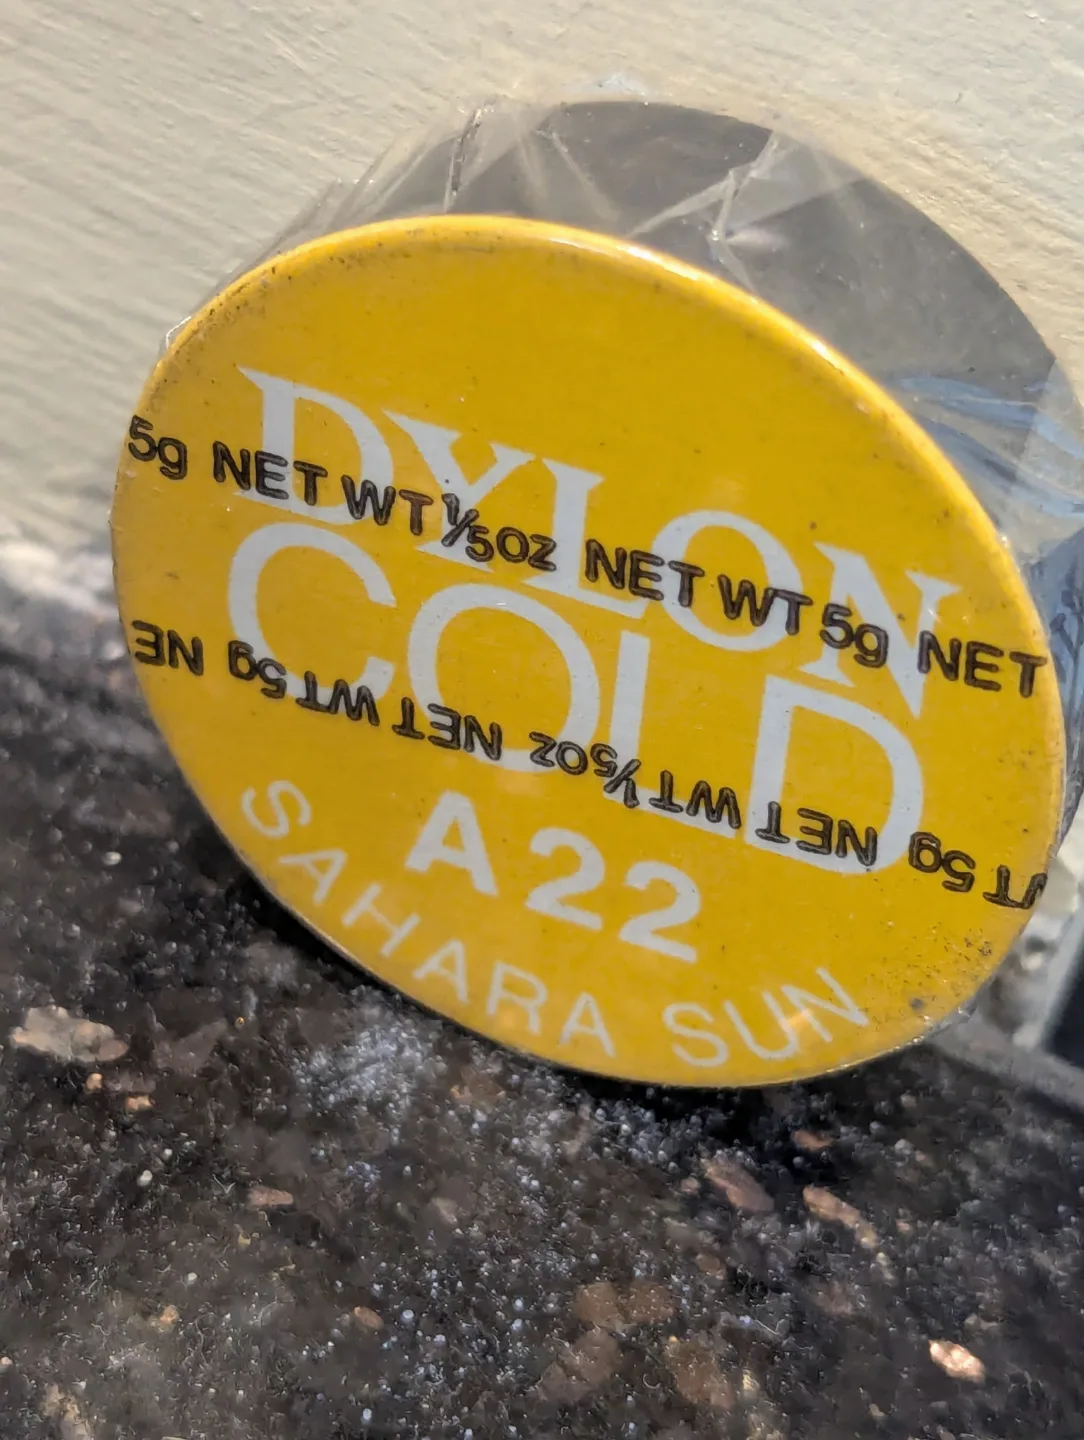 DYLON
5g NET WT 1/5OZ NET WT 5g NET
COLD
NET WT 5g NET WT 1/5OZ NET WT 5g NE
A22
SAHARA SUN